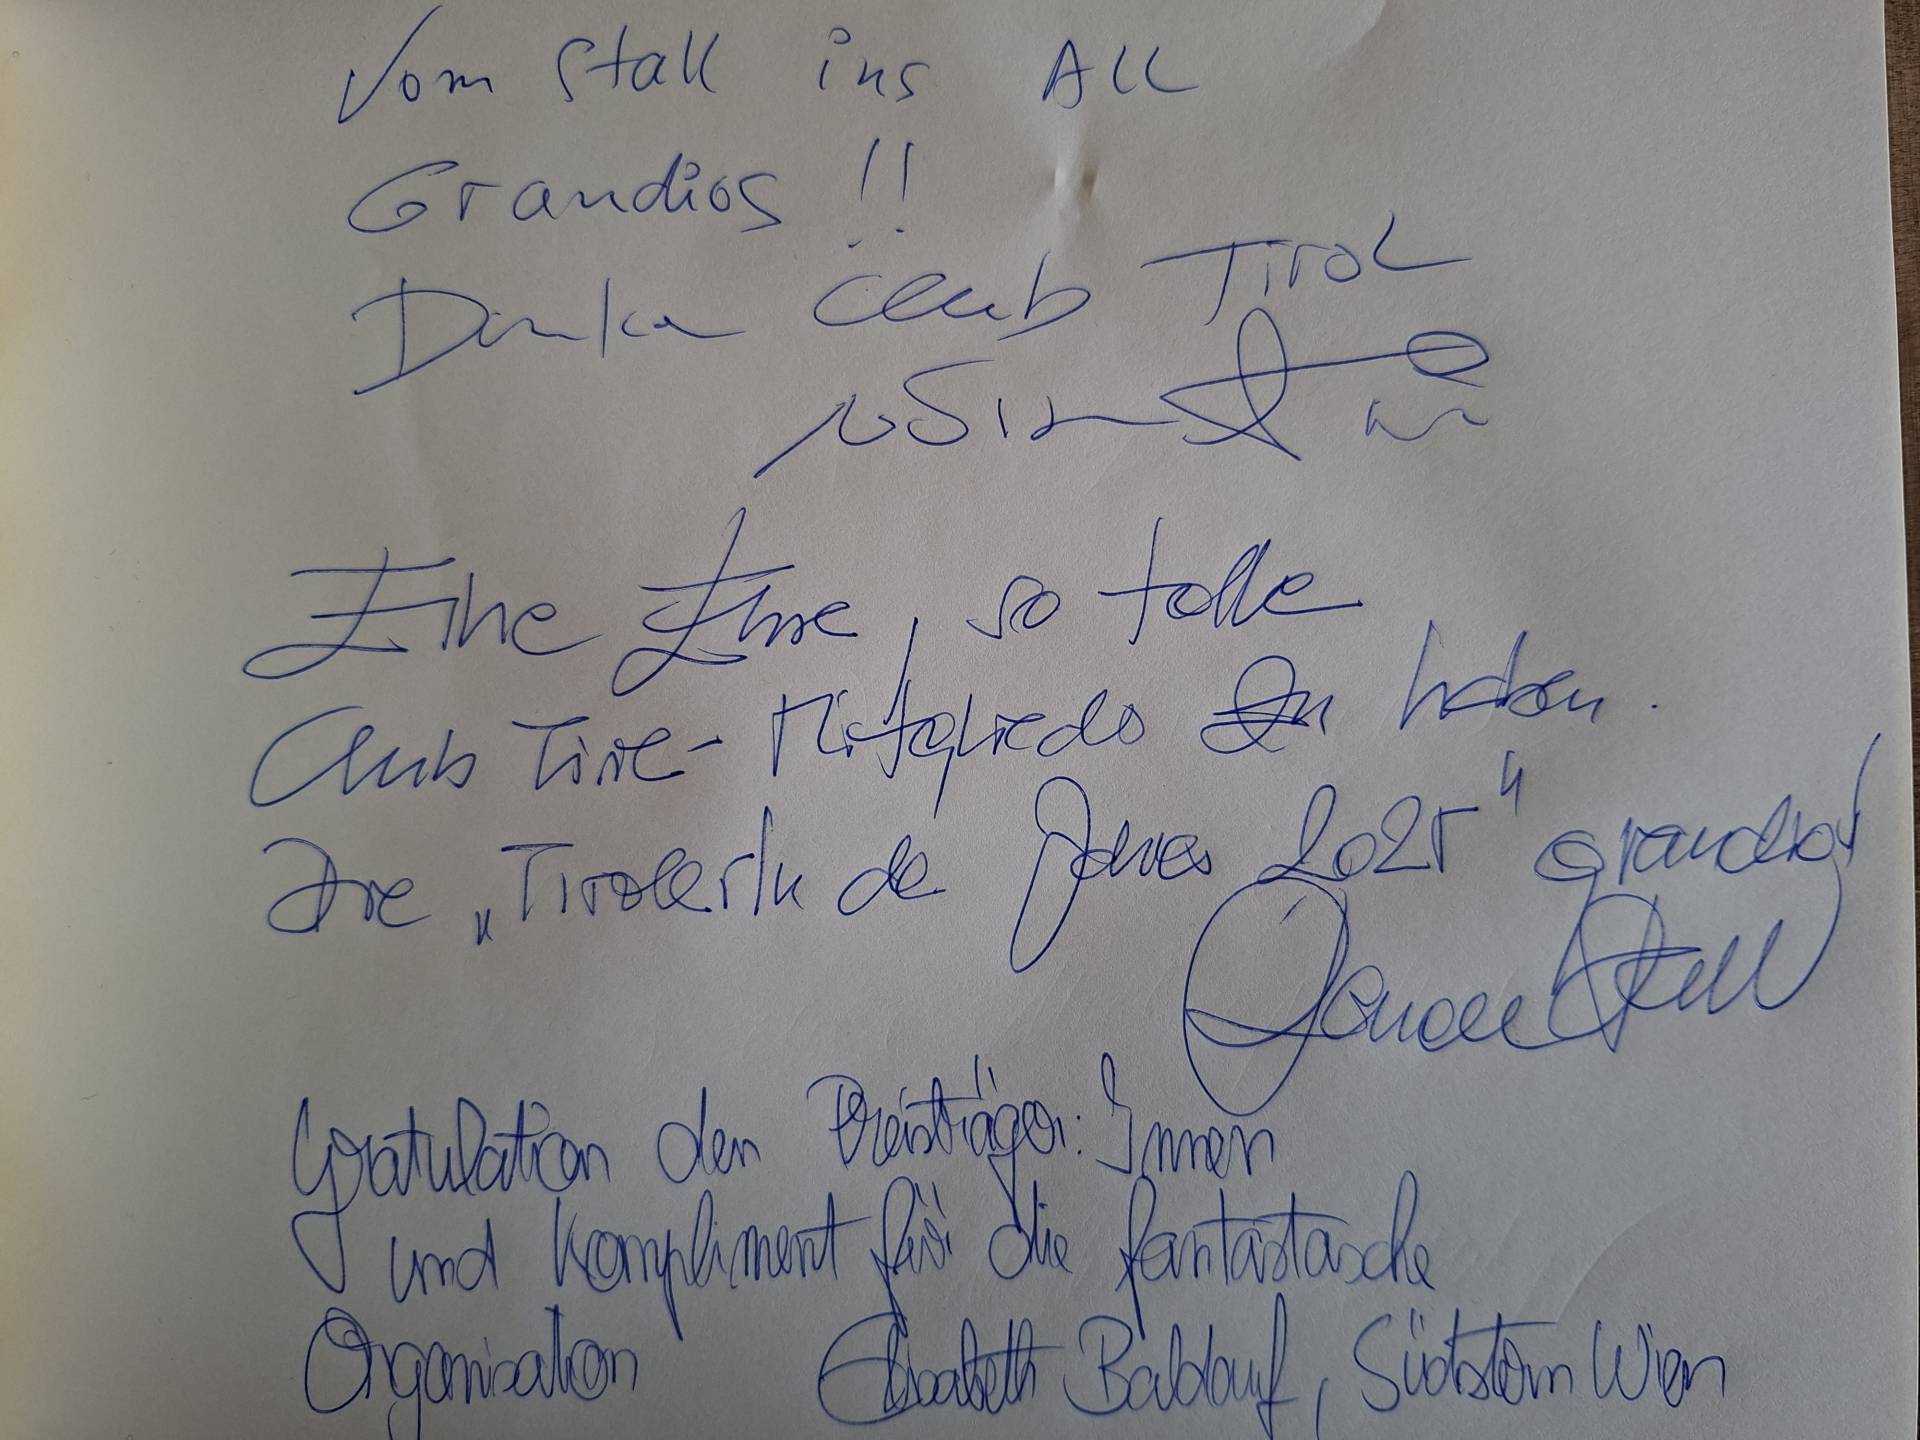 Vom Stall ins All
Grandios !!
Danke Club Tirol
Eine Ehre, so tolle
Club Tirol-Mitglieder zu haben.
Die „Tirolerin de Jahres 2025" grandios!
Gratulation den Preisträger:Innen
und Kompliment für die fantastische
Organisation Elisabeth Baldauf, Südstern Wien